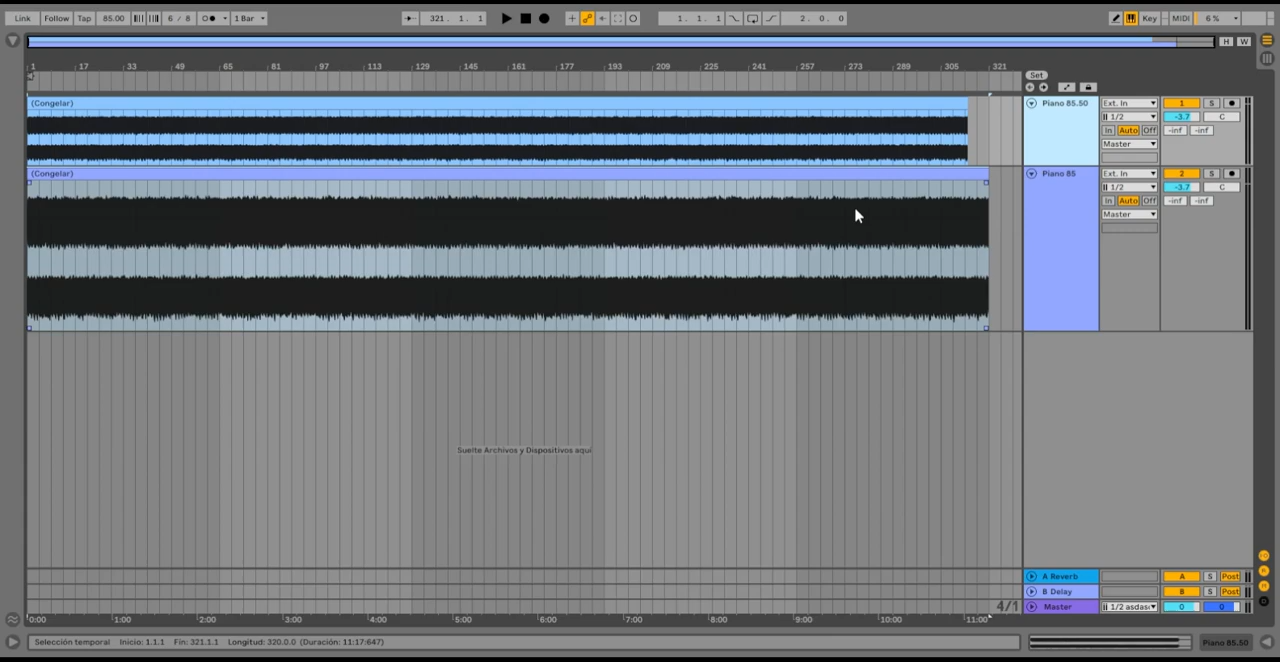 Link Follow Tap 85.00 6 / 8 1 Bar 321. 1. 1 1. 1. 1 2. 0. 0 Key MIDI 6 %
H W
1 17 33 49 65 81 97 113 129 145 161 177 193 209 225 241 257 273 289 305 321
Set
(Congelar) Piano 85.50 Ext. In 1 S
1/2 -3.7 C
In Auto Off -inf -inf
Master
(Congelar) Piano 85 Ext. In 2 S
1/2 -3.7 C
In Auto Off -inf -inf
Master
Suelte Archivos y Dispositivos aquí
A Reverb A S Post
B Delay B S Post
4/1 Master 1/2 asdas 0 0
0:00 1:00 2:00 3:00 4:00 5:00 6:00 7:00 8:00 9:00 10:00 11:00
Selección temporal Inicio: 1.1.1 Fin: 321.1.1 Longitud: 320.0.0 (Duración: 11:17:647) Piano 85.50